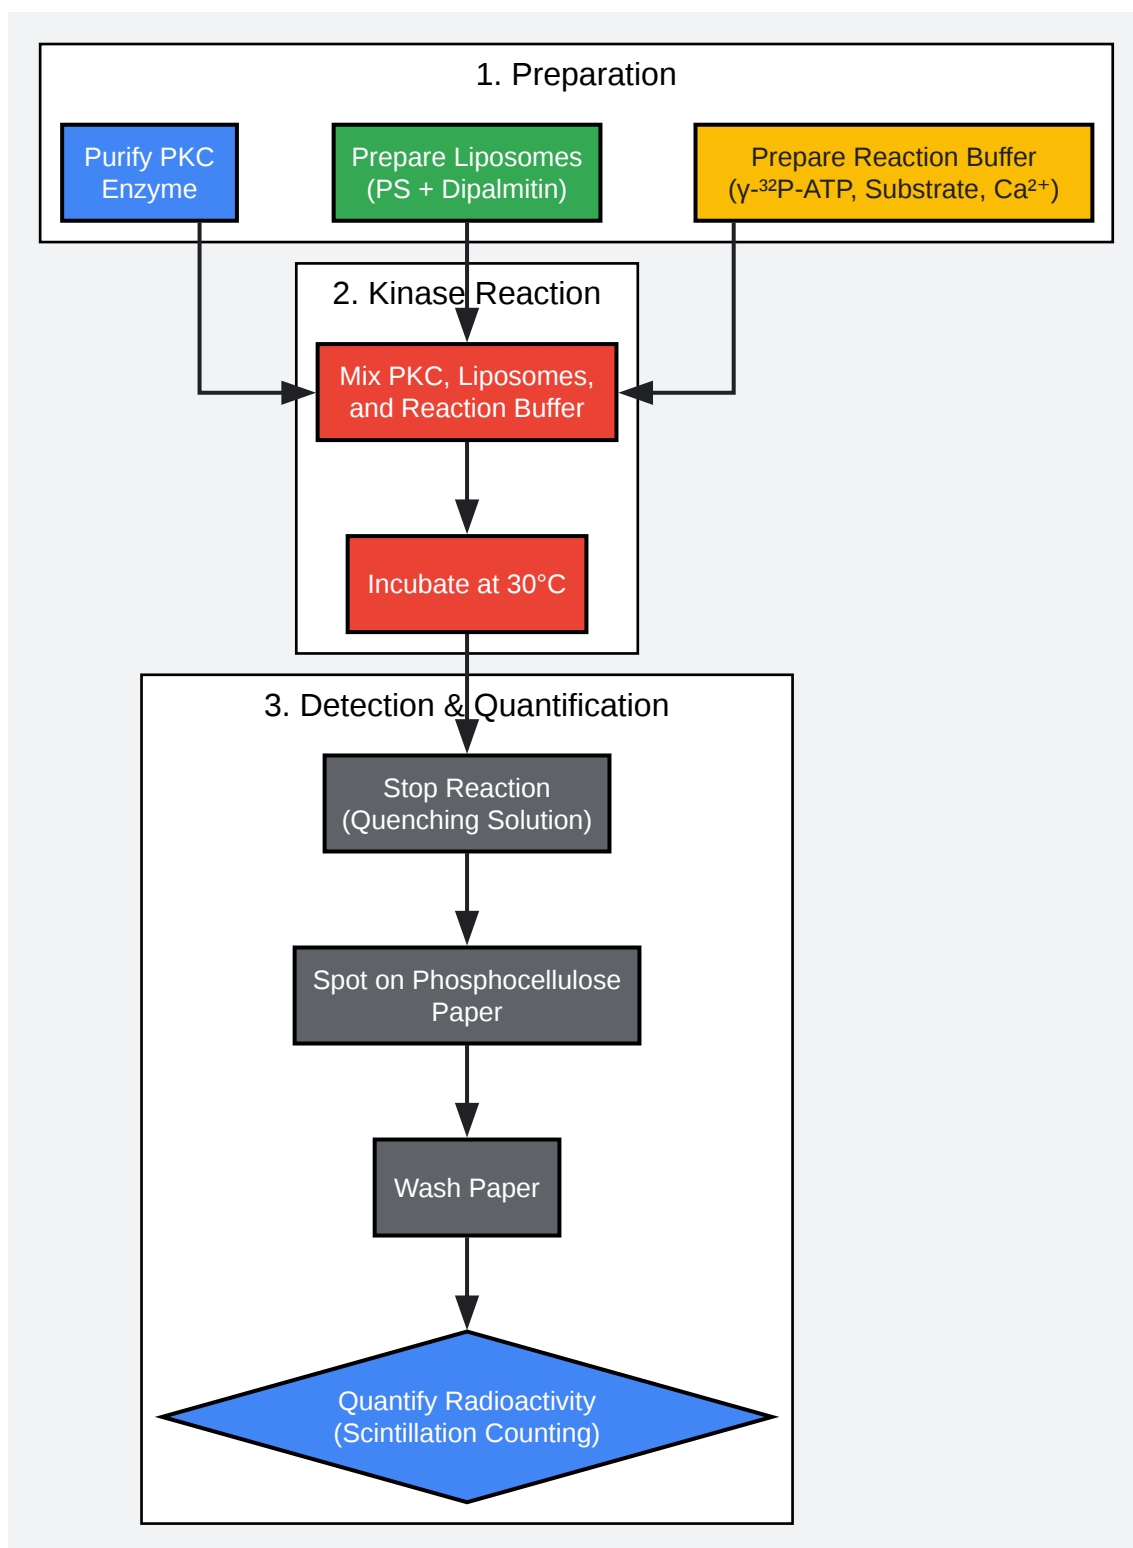 1. Preparation
Purify PKC
Enzyme
Prepare Liposomes
(PS + Dipalmitin)
Prepare Reaction Buffer
(γ-³²P-ATP, Substrate, Ca²⁺)
2. Kinase Reaction
Mix PKC, Liposomes,
and Reaction Buffer
Incubate at 30°C
3. Detection & Quantification
Stop Reaction
(Quenching Solution)
Spot on Phosphocellulose
Paper
Wash Paper
Quantify Radioactivity
(Scintillation Counting)